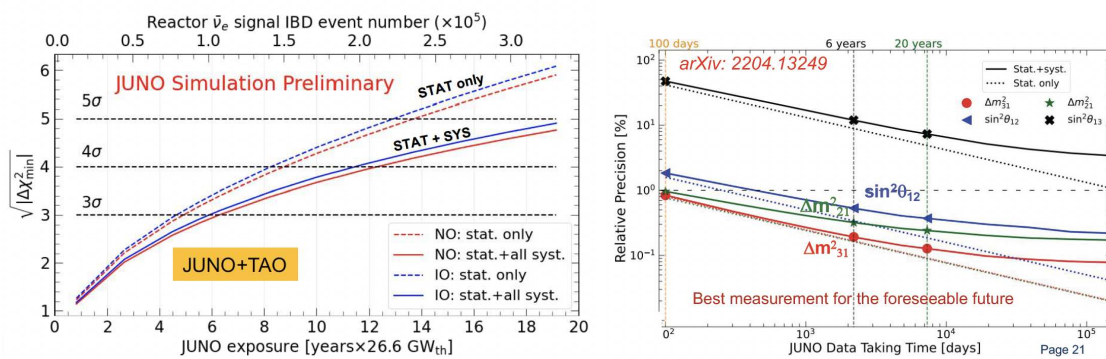 Reactor ν̄ₑ signal IBD event number (×10⁵)
0.0 0.5 1.0 1.5 2.0 2.5 3.0
6
5
4
3
2
1
√|Δχ²min|
JUNO Simulation Preliminary
STAT only
5σ
STAT + SYS
4σ
3σ
NO: stat. only
NO: stat.+all syst.
IO: stat. only
IO: stat.+all syst.
JUNO+TAO
0 2 4 6 8 10 12 14 16 18 20
JUNO exposure [years×26.6 GWth]
100 days 6 years 20 years
arXiv: 2204.13249
Stat.+syst.
Stat. only
Δm²₃₁ Δm²₂₁
sin²θ₁₂ sin²θ₁₃
10²
10¹
10⁰
10⁻¹
Relative Precision [%]
sin²θ₁₂
Δm²₂₁
Δm²₃₁
Best measurement for the foreseeable future
0² 10³ 10⁴ 10⁵
JUNO Data Taking Time [days]
Page 21